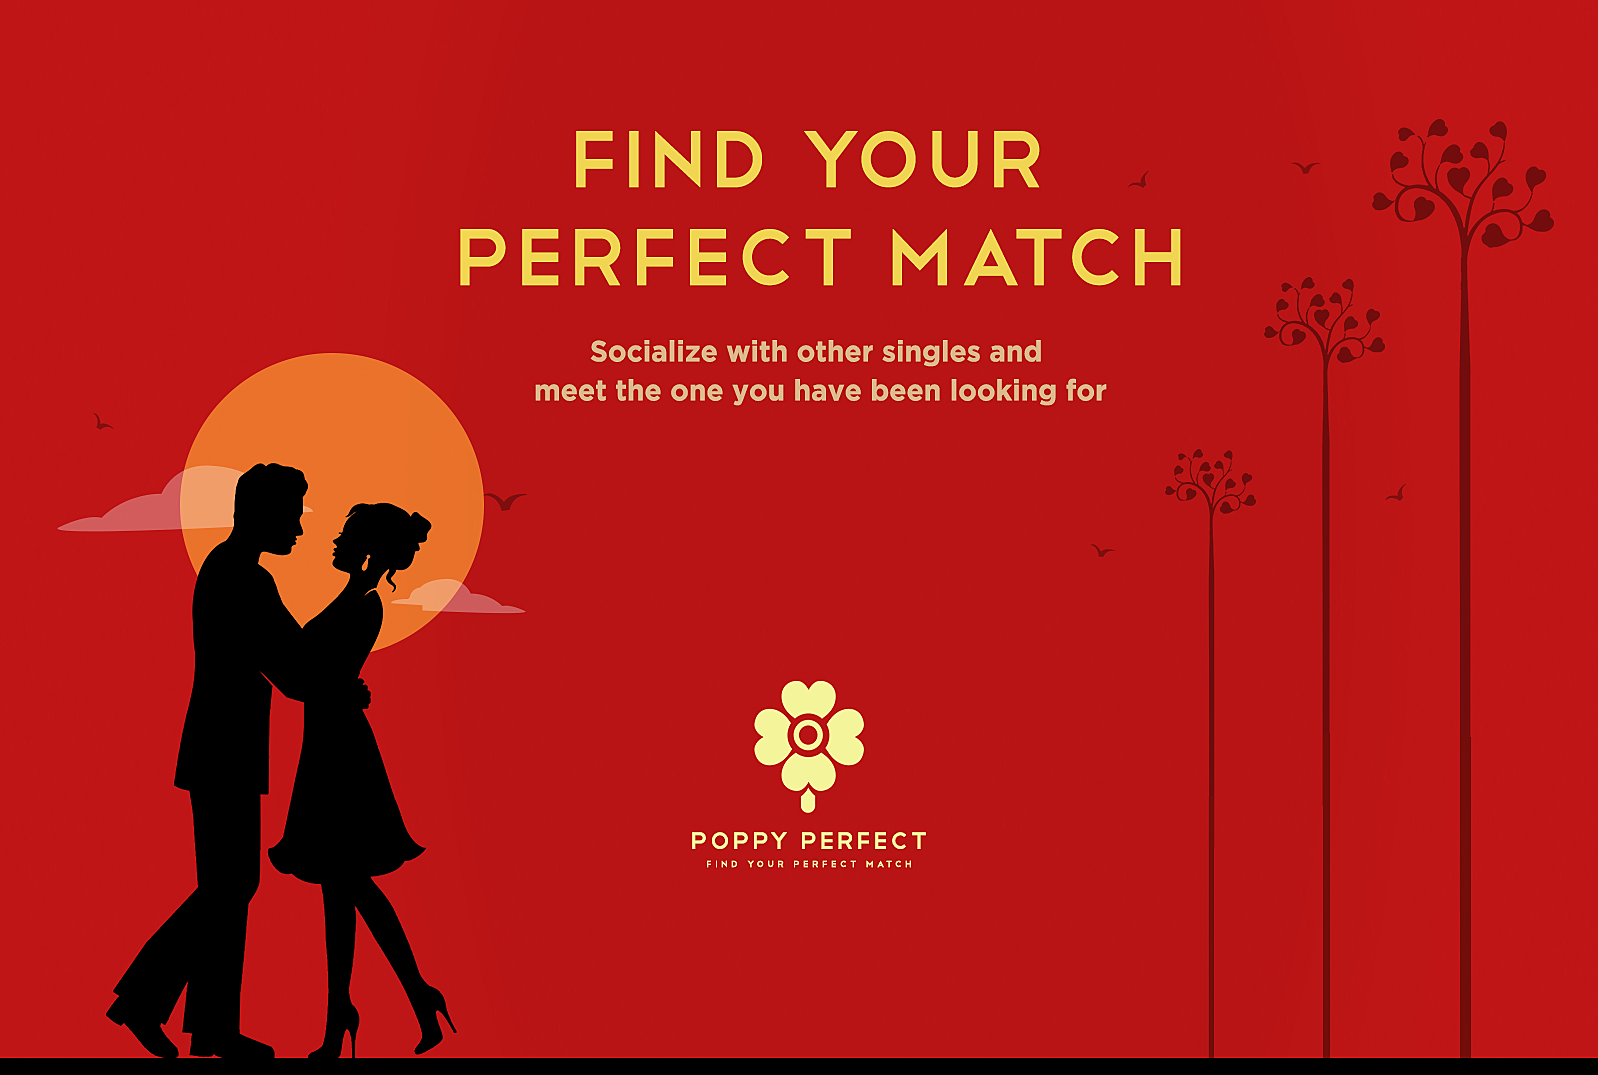 FIND YOUR
PERFECT MATCH
Socialize with other singles and
meet the one you have been looking for
POPPY PERFECT
FIND YOUR PERFECT MATCH